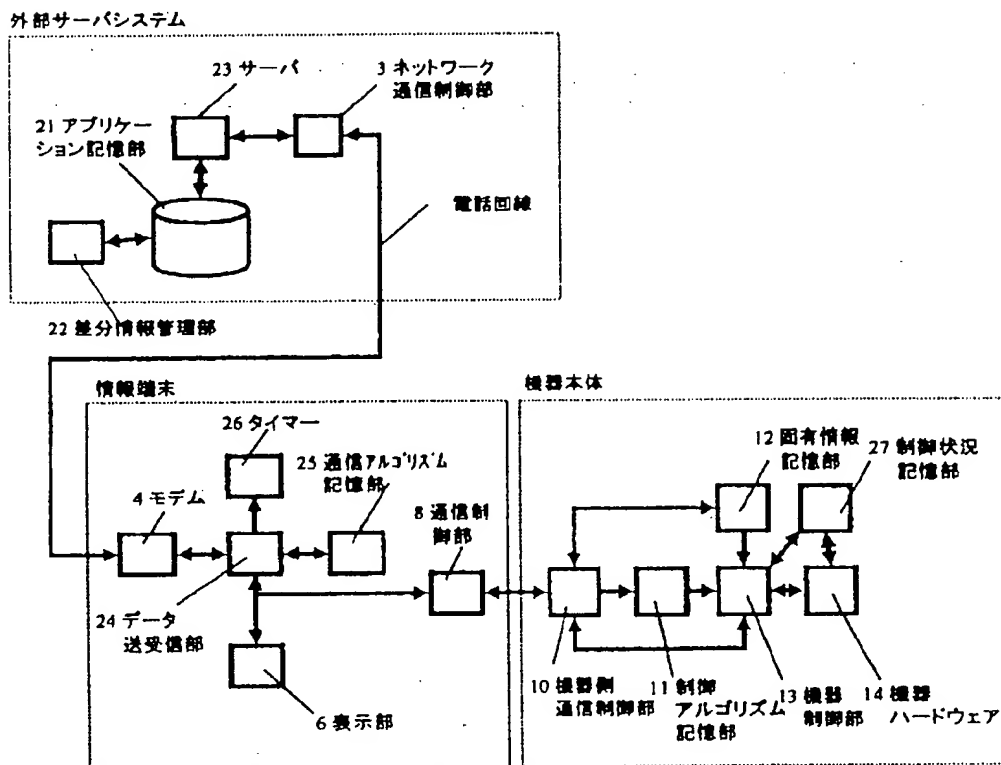 外部サーバシステム
23 サーバ
3 ネットワーク
通信制御部
21 アプリケー
ション記憶部
電話回線
22 差分情報管理部
情報端末
機器本体
26 タイマー
25 通信アルゴリズム
記憶部
4 モデム
8 通信制
御部
12 固有情報
記憶部
27 制御状況
記憶部
24 データ
送受信部
6 表示部
10 機器側
通信制御部
11 制御
アルゴリズム
記憶部
13 機器
制御部
14 機器
ハードウェア